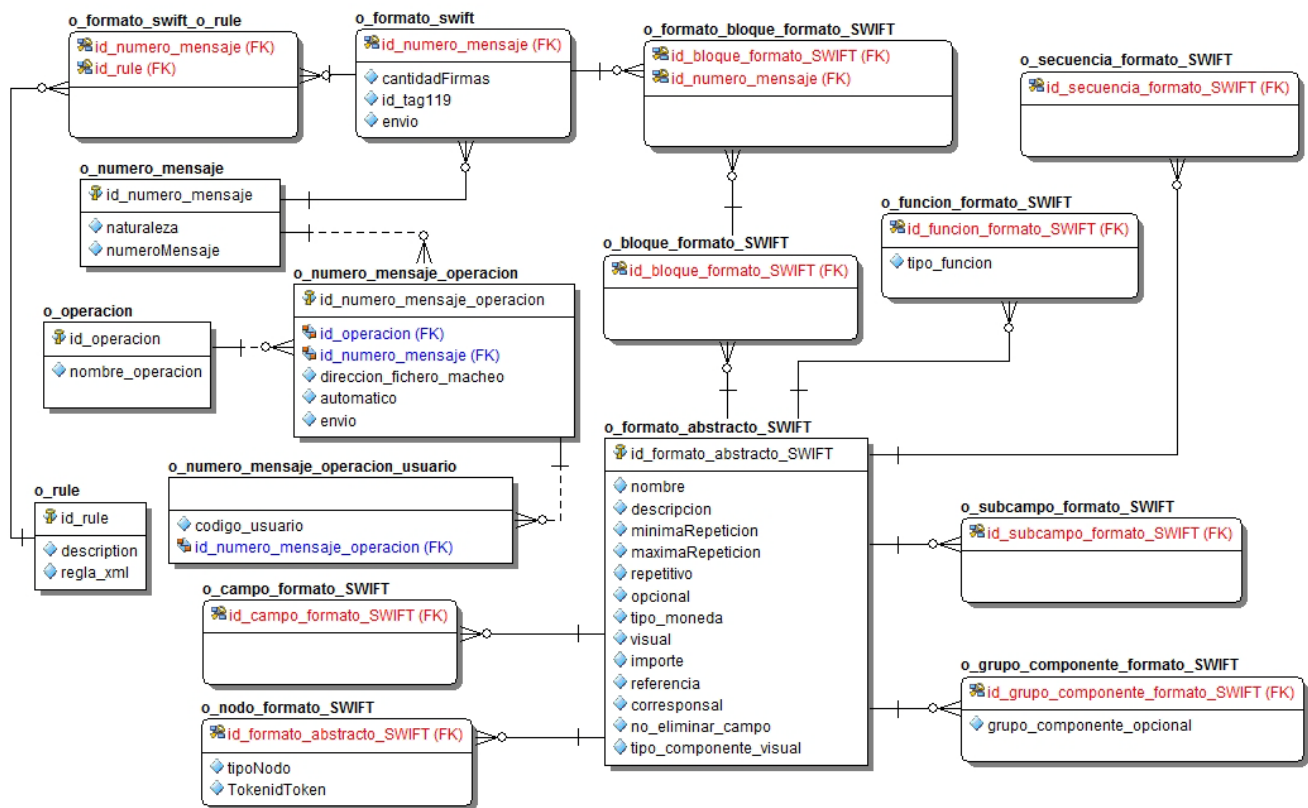 o_formato_swift_o_rule
id_numero_mensaje (FK)
id_rule (FK)
o_formato_swift
id_numero_mensaje (FK)
cantidadFirmas
id_tag119
envio
o_formato_bloque_formato_SWIFT
id_bloque_formato_SWIFT (FK)
id_numero_mensaje (FK)
o_secuencia_formato_SWIFT
id_secuencia_formato_SWIFT (FK)
o_numero_mensaje
id_numero_mensaje
naturaleza
numeroMensaje
o_funcion_formato_SWIFT
id_funcion_formato_SWIFT (FK)
tipo_funcion
o_bloque_formato_SWIFT
id_bloque_formato_SWIFT (FK)
o_numero_mensaje_operacion
id_numero_mensaje_operacion
id_operacion (FK)
id_numero_mensaje (FK)
direccion_fichero_macheo
automatico
envio
o_operacion
id_operacion
nombre_operacion
o_formato_abstracto_SWIFT
id_formato_abstracto_SWIFT
nombre
descripcion
minimaRepeticion
maximaRepeticion
repetitivo
opcional
tipo_moneda
visual
importe
referencia
corresponsal
no_eliminar_campo
tipo_componente_visual
o_numero_mensaje_operacion_usuario
codigo_usuario
id_numero_mensaje_operacion (FK)
o_rule
id_rule
description
regla_xml
o_subcampo_formato_SWIFT
id_subcampo_formato_SWIFT (FK)
o_campo_formato_SWIFT
id_campo_formato_SWIFT (FK)
o_grupo_componente_formato_SWIFT
id_grupo_componente_formato_SWIFT (FK)
grupo_componente_opcional
o_nodo_formato_SWIFT
id_formato_abstracto_SWIFT (FK)
tipoNodo
TokenidToken